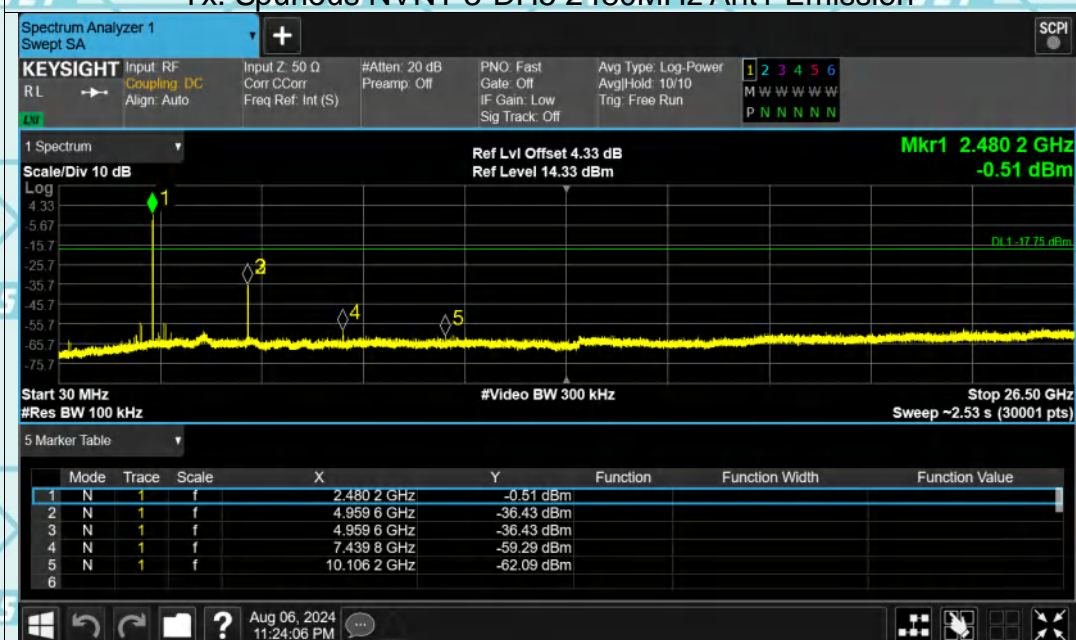 Tx. Spurious NVNT 3-DH5 2480MHz Ant1 Emission
Spectrum Analyzer 1
Swept SA
+
SCPI
KEYSIGHT
RL
LXI
Input: RF
Coupling: DC
Align: Auto
Input Z: 50 Ω
Corr CCorr
Freq Ref: Int (S)
#Atten: 20 dB
Preamp: Off
PNO: Fast
Gate: Off
IF Gain: Low
Sig Track: Off
Avg Type: Log-Power
Avg|Hold: 10/10
Trig: Free Run
1 2 3 4 5 6
M W W W W W
P N N N N N
1 Spectrum
Scale/Div 10 dB
Ref Lvl Offset 4.33 dB
Ref Level 14.33 dBm
Mkr1 2.480 2 GHz
-0.51 dBm
Log
4.33
-5.67
-15.7
-25.7
-35.7
-45.7
-55.7
-65.7
-75.7
1
4
5
DL1 -17.75 dBm
Start 30 MHz
#Res BW 100 kHz
#Video BW 300 kHz
Stop 26.50 GHz
Sweep ~2.53 s (30001 pts)
5 Marker Table
Mode Trace Scale X Y Function Function Width Function Value
1 N 1 f 2.480 2 GHz -0.51 dBm
2 N 1 f 4.959 6 GHz -36.43 dBm
3 N 1 f 4.959 6 GHz -36.43 dBm
4 N 1 f 7.439 8 GHz -59.29 dBm
5 N 1 f 10.106 2 GHz -62.09 dBm
6
?
Aug 06, 2024
11:24:06 PM